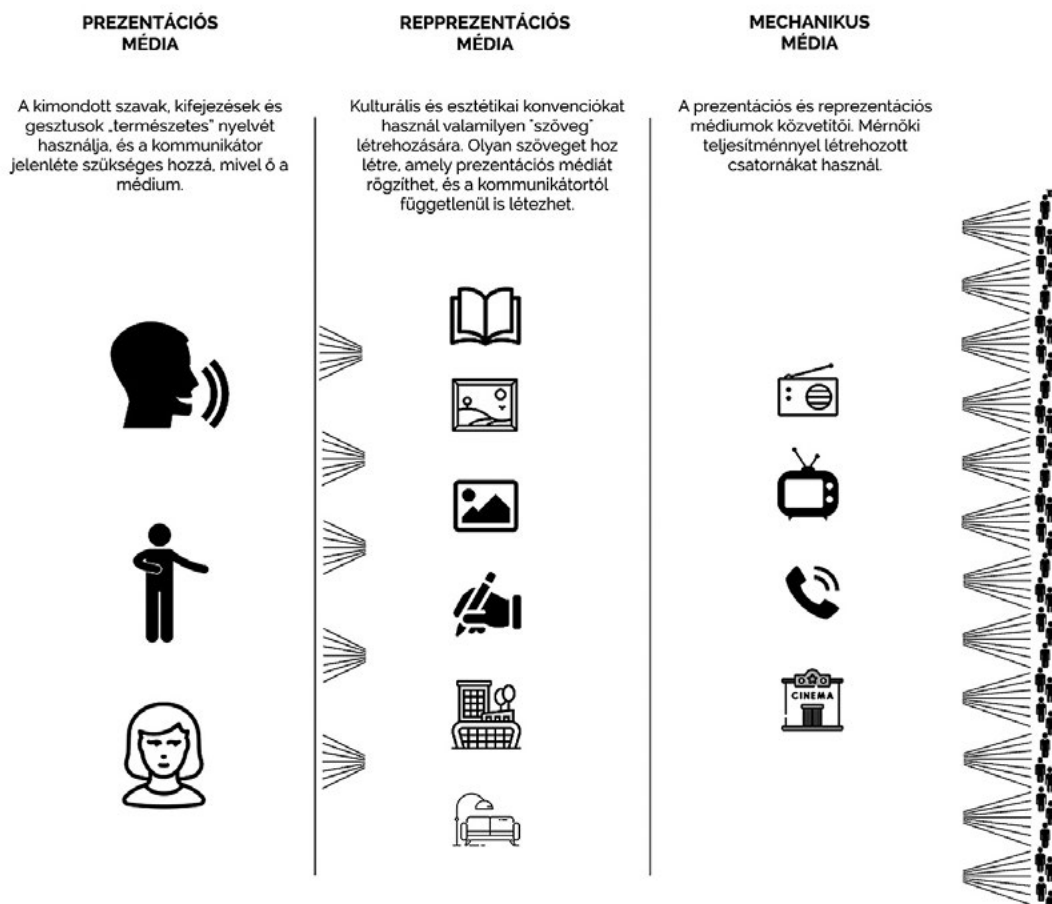 PREZENTÁCIÓS
MÉDIA
A kimondott szavak, kifejezések és
gesztusok „természetes” nyelvét
használja, és a kommunikátor
jelenléte szükséges hozzá, mivel ő a
médium.
REPPREZENTÁCIÓS
MÉDIA
Kulturális és esztétikai konvenciókat
használ valamilyen "szöveg"
létrehozására. Olyan szöveget hoz
létre, amely prezentációs médiát
rögzíthet, és a kommunikátortól
függetlenül is létezhet.
MECHANIKUS
MÉDIA
A prezentációs és reprezentációs
médiumok közvetitői. Mérnöki
teljesítménnyel létrehozott
csatornákat használ.
CINEMA